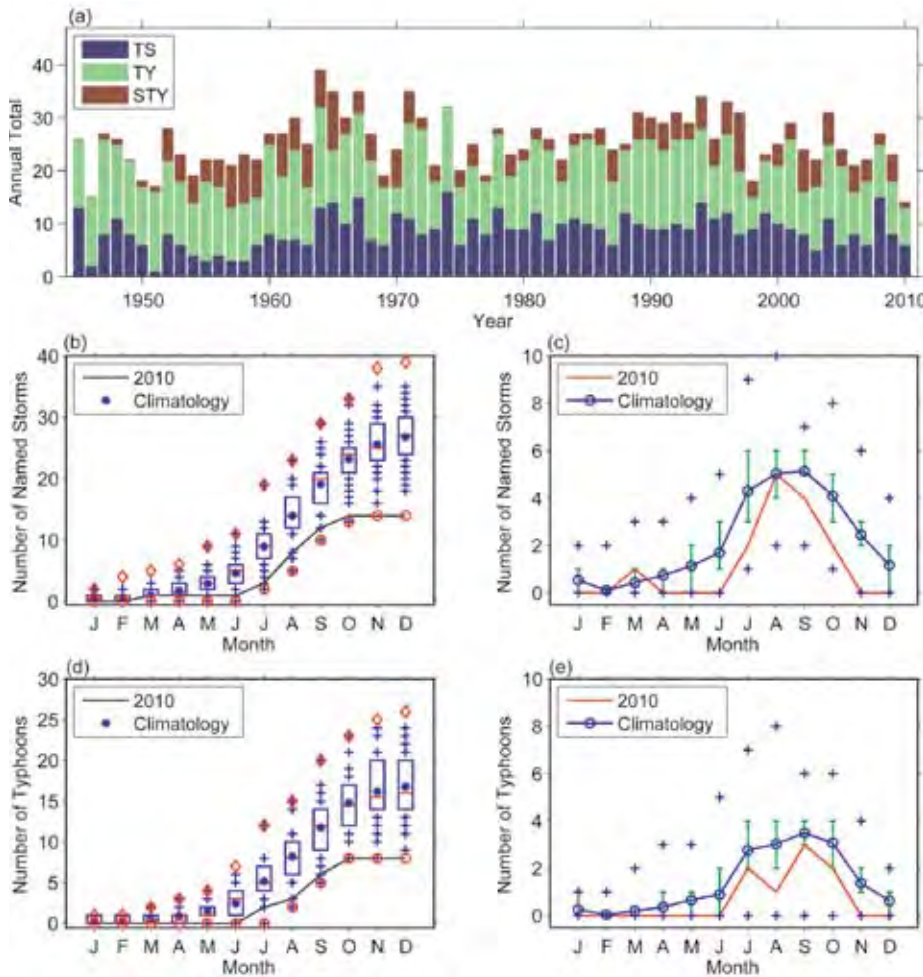 (a)
TS
TY
STY
Annual Total
40
30
20
10
0
1950 1960 1970 1980 1990 2000 2010
Year
(b)
2010
Climatology
Number of Named Storms
40
30
20
10
0
J F M A M J J A S O N D
Month
(c)
2010
Climatology
Number of Named Storms
10
8
6
4
2
0
J F M A M J J A S O N D
Month
(d)
2010
Climatology
Number of Typhoons
30
25
20
15
10
5
0
J F M A M J J A S O N D
Month
(e)
2010
Climatology
Number of Typhoons
10
8
6
4
2
0
J F M A M J J A S O N D
Month